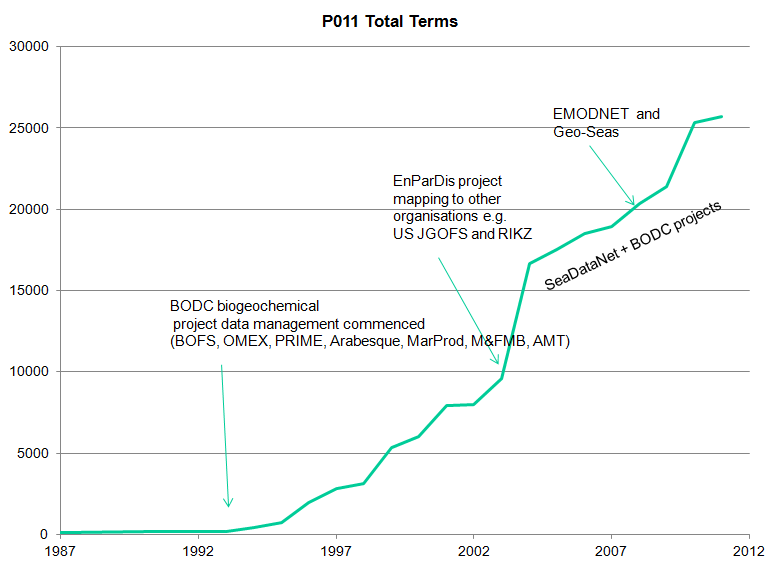 P011 Total Terms
30000
25000
20000
15000
10000
5000
0
EMODNET and
Geo-Seas
EnParDis project
mapping to other
organisations e.g.
US JGOFS and RIKZ
SeaDataNet + BODC projects
BODC biogeochemical
project data management commenced
(BOFS, OMEX, PRIME, Arabesque, MarProd, M&FMB, AMT)
1987 1992 1997 2002 2007 2012